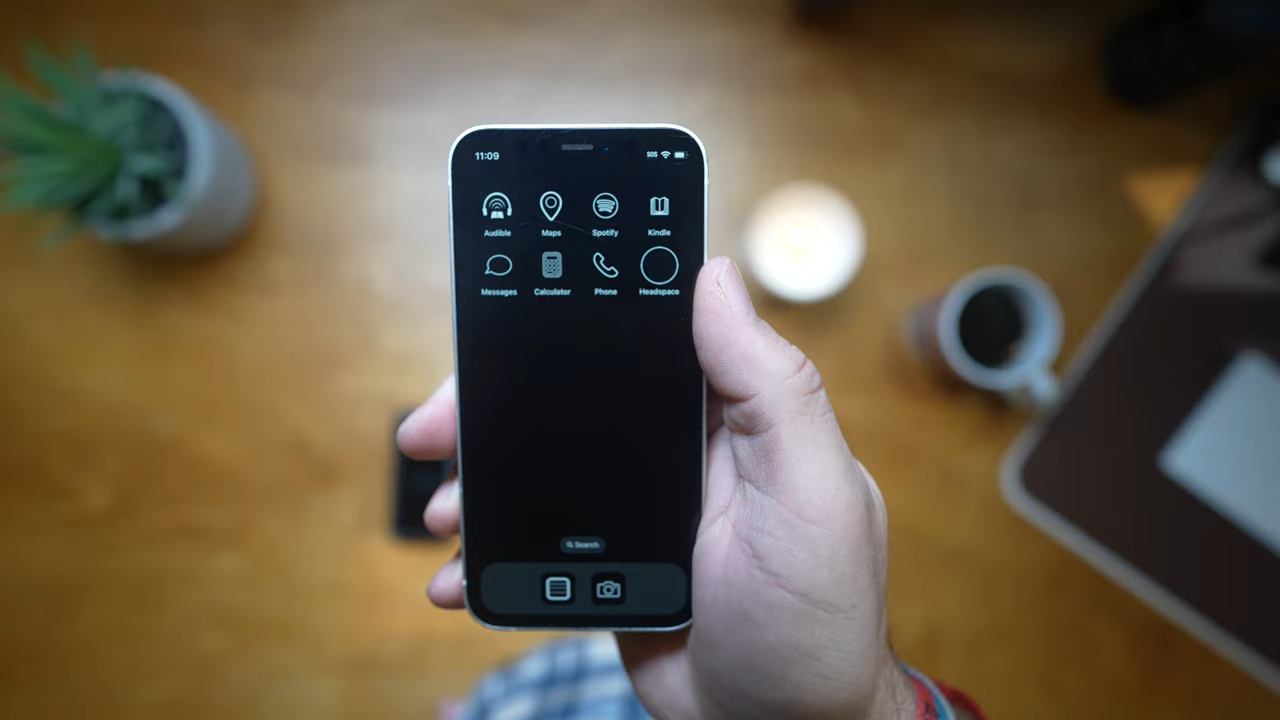 11:09 SOS
Audible Maps Spotify Kindle
Messages Calculator Phone Headspace
Search